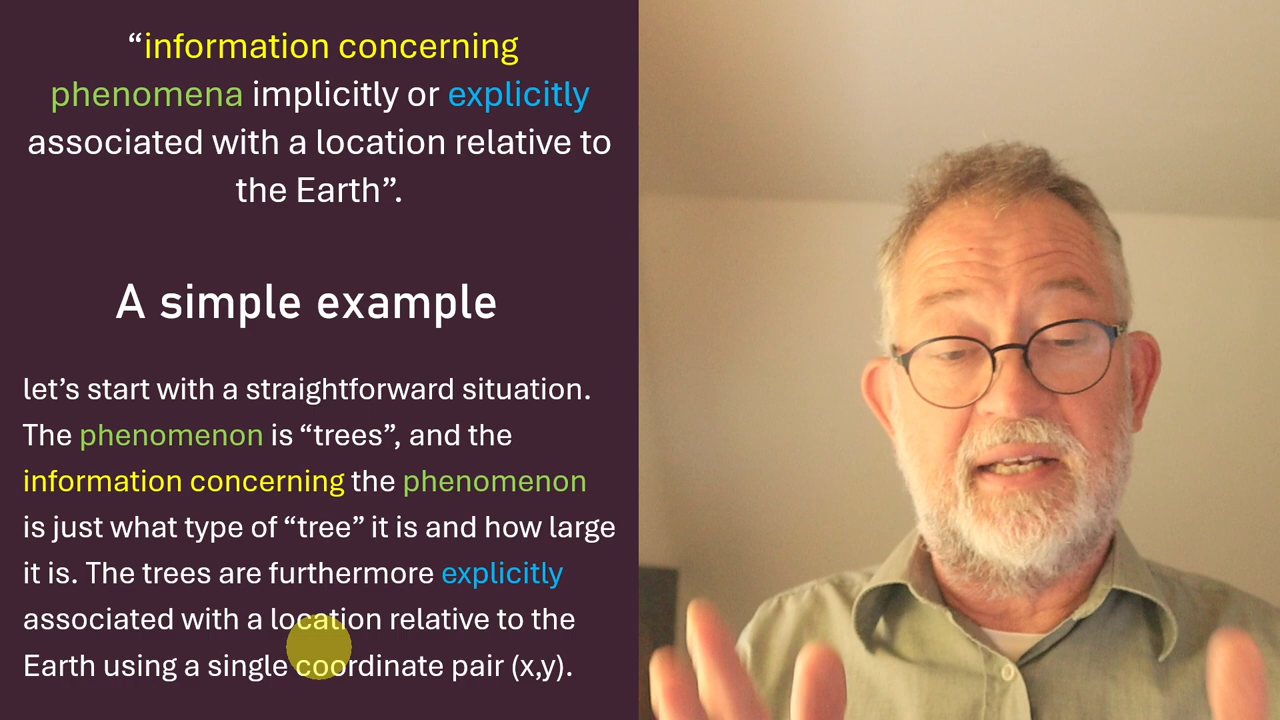 “information concerning
phenomena implicitly or explicitly
associated with a location relative to
the Earth”.
A simple example
let’s start with a straightforward situation.
The phenomenon is “trees”, and the
information concerning the phenomenon
is just what type of “tree” it is and how large
it is. The trees are furthermore explicitly
associated with a location relative to the
Earth using a single coordinate pair (x,y).